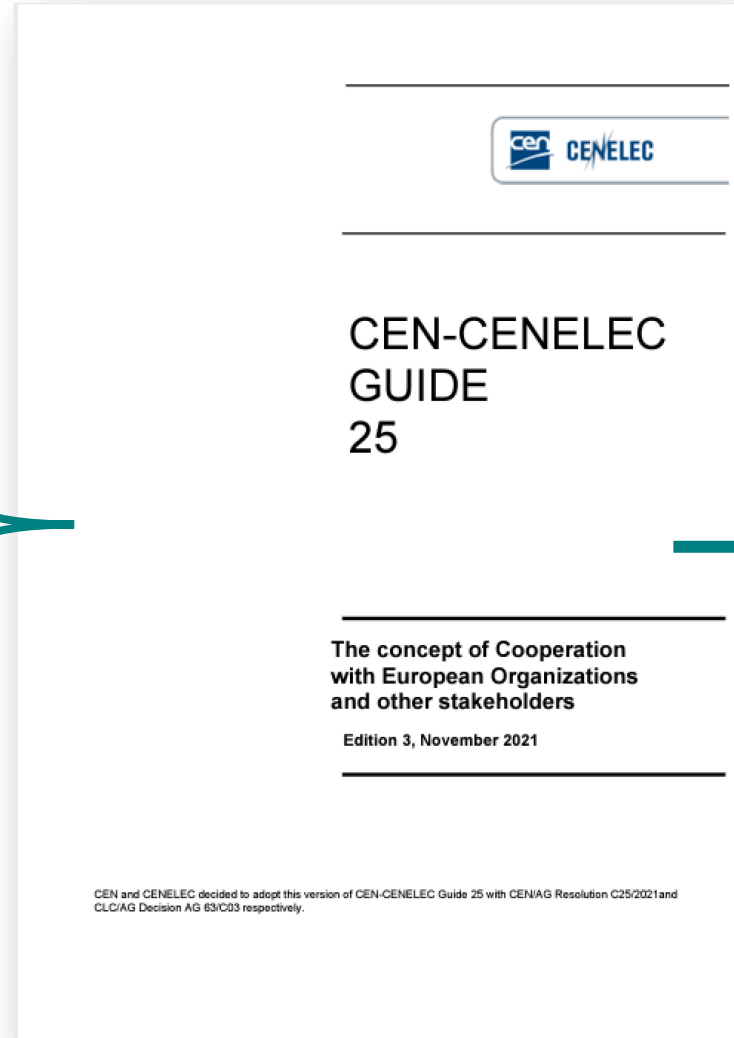 cen CENELEC
CEN-CENELEC
GUIDE
25
The concept of Cooperation
with European Organizations
and other stakeholders
Edition 3, November 2021
CEN and CENELEC decided to adopt this version of CEN-CENELEC Guide 25 with CEN/AG Resolution C25/2021and
CLC/AG Decision AG 63/C03 respectively.